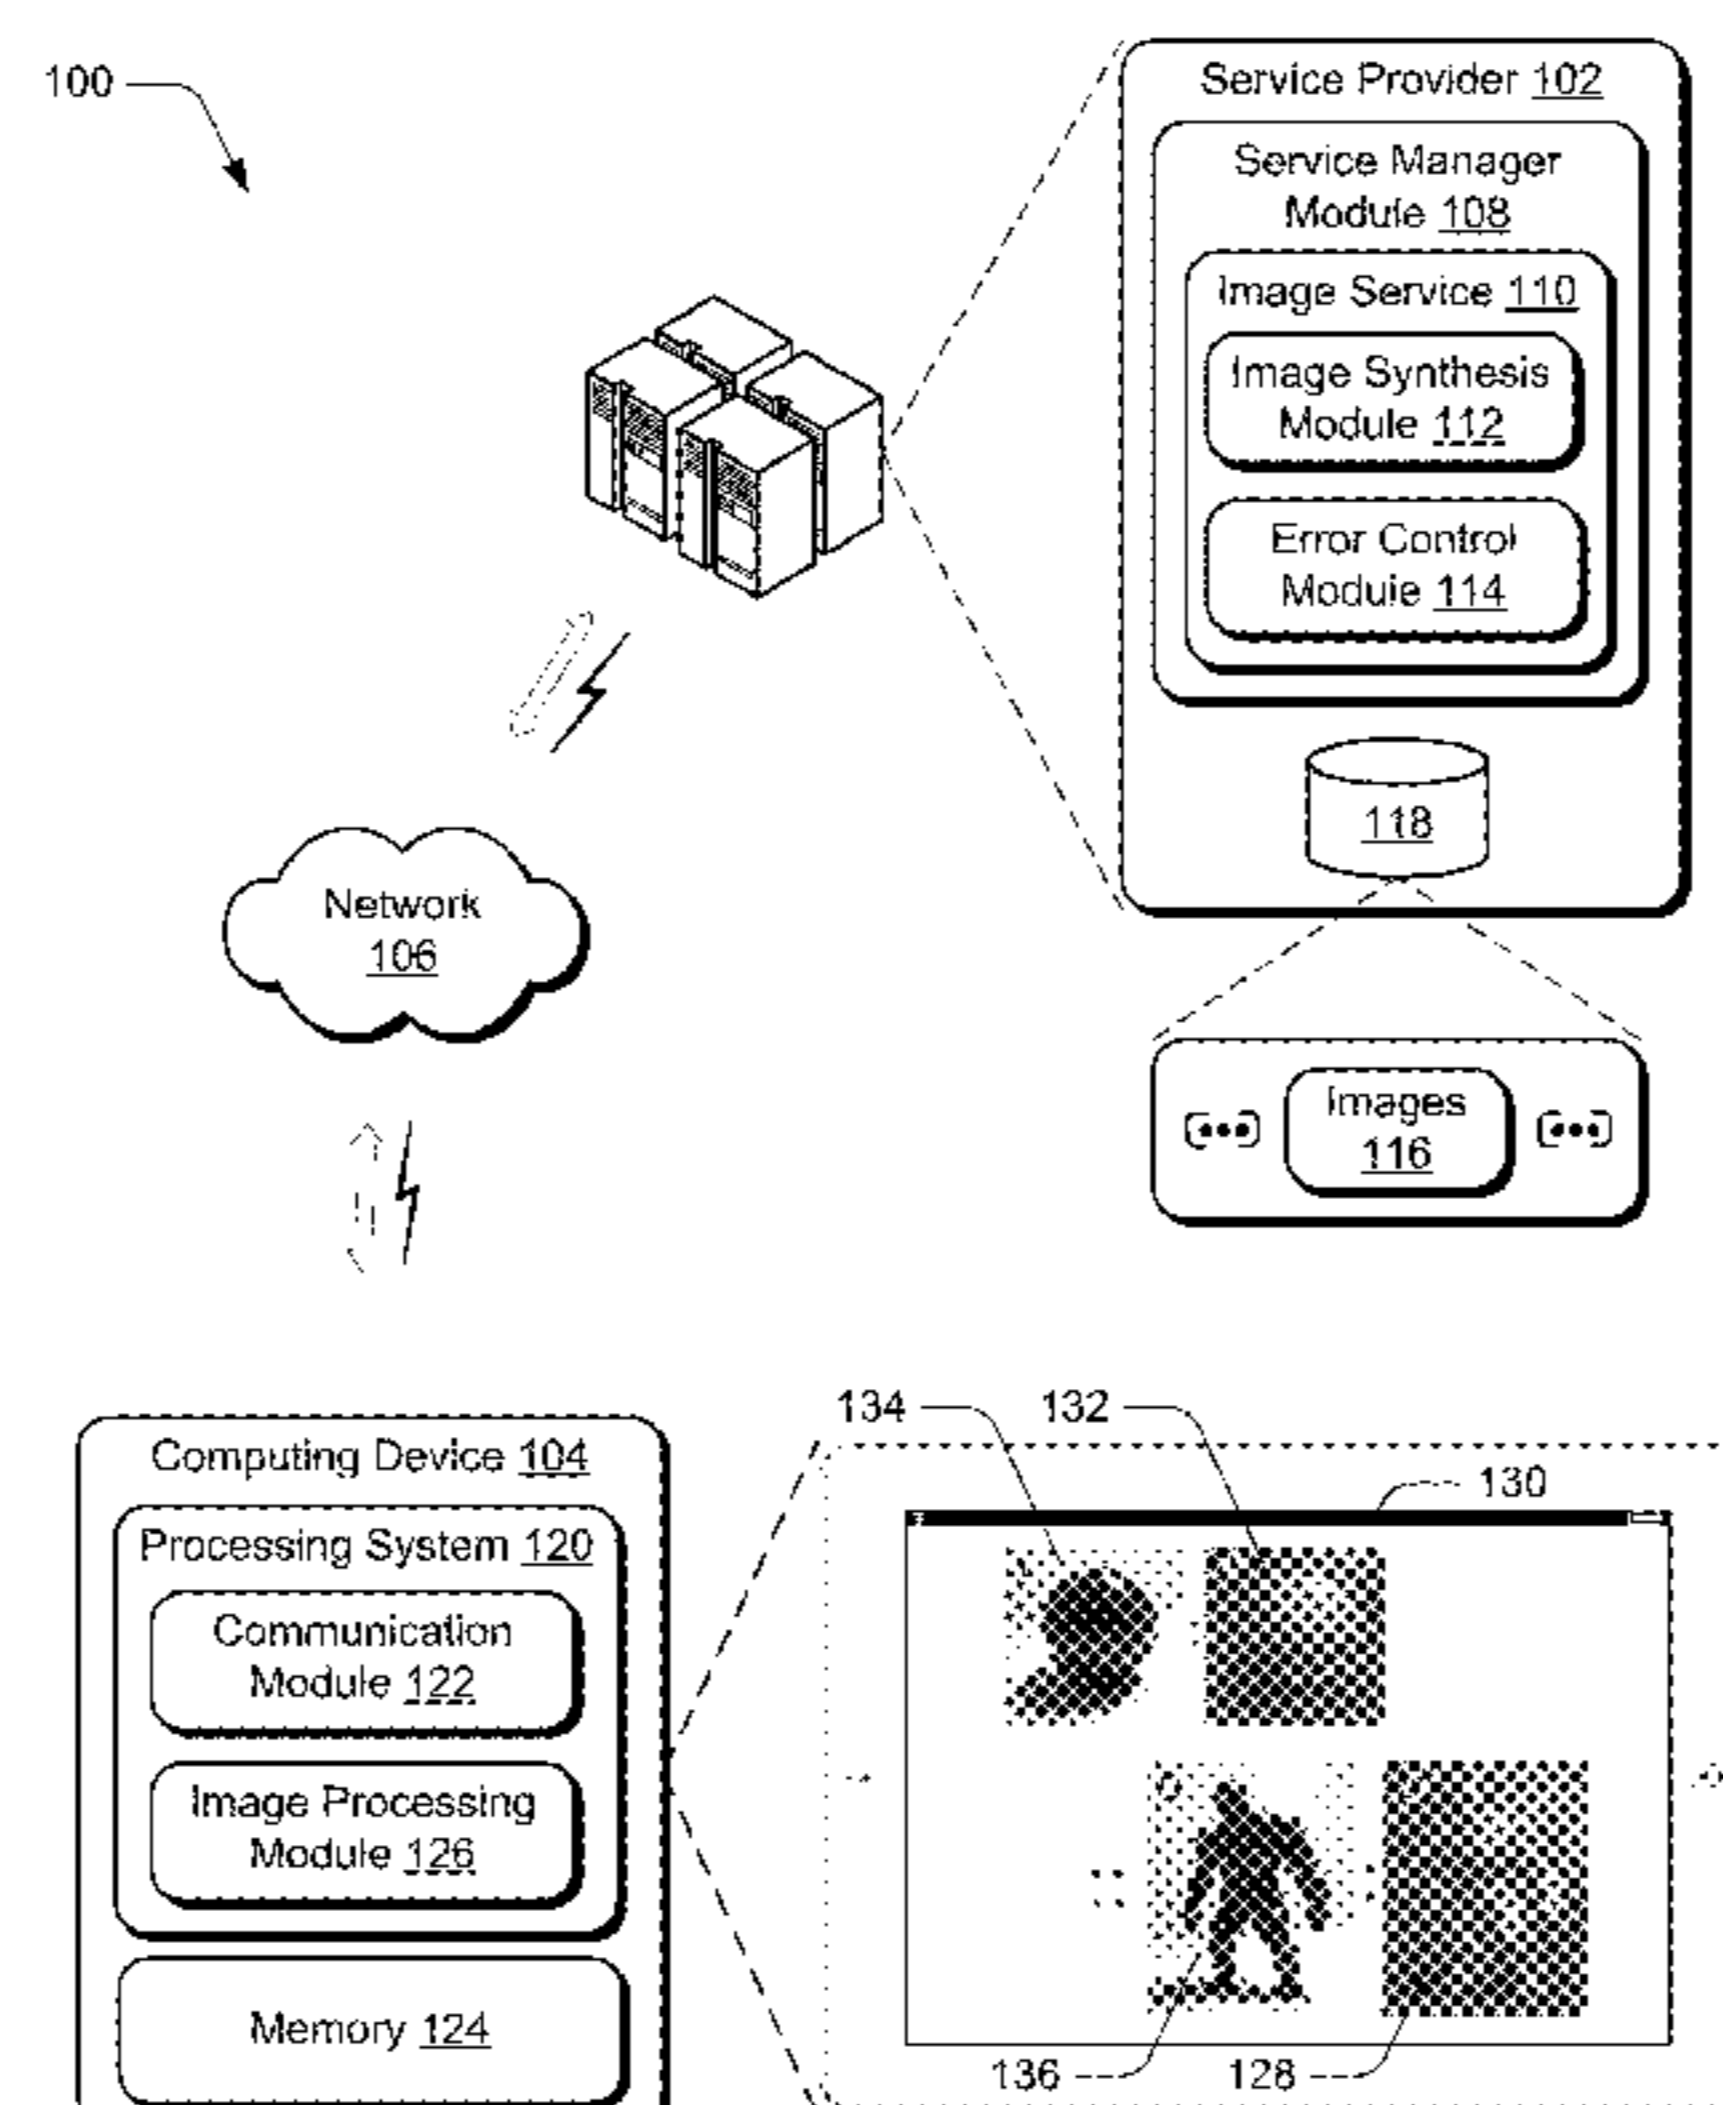 100
Service Provider 102
Service Manager
Module 108
Image Service 110
Image Synthesis
Module 112
Error Control
Module 114
118
Network
106
Images
116
134
132
130
Computing Device 104
Processing System 120
Communication
Module 122
Image Processing
Module 126
Memory 124
136
128